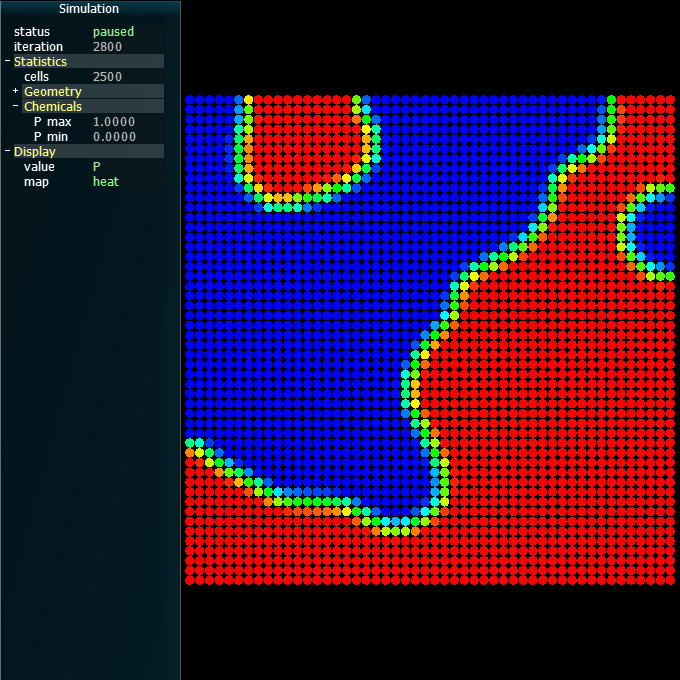 Simulation
status paused
iteration 2800
- Statistics
cells 2500
+ Geometry
- Chemicals
P max 1.0000
P min 0.0000
- Display
value P
map heat